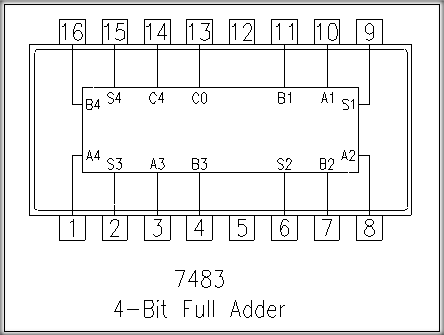 16 15 14 13 12 11 10 9
B4 S4 C4 C0 B1 A1 S1
A4 S3 A3 B3 S2 B2 A2
1 2 3 4 5 6 7 8
7483
4-Bit Full Adder